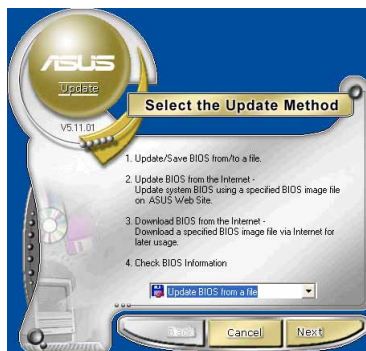 ASUS
Update
V5.11.01
Select the Update Method
1. Update/Save BIOS from/to a file.
2. Update BIOS from the Internet -
Update system BIOS using a specified BIOS image file
on ASUS Web Site.
3. Download BIOS from the Internet -
Download a specified BIOS image file via Internet for
later usage.
4. Check BIOS Information
Update BIOS from a file
Back
Cancel
Next